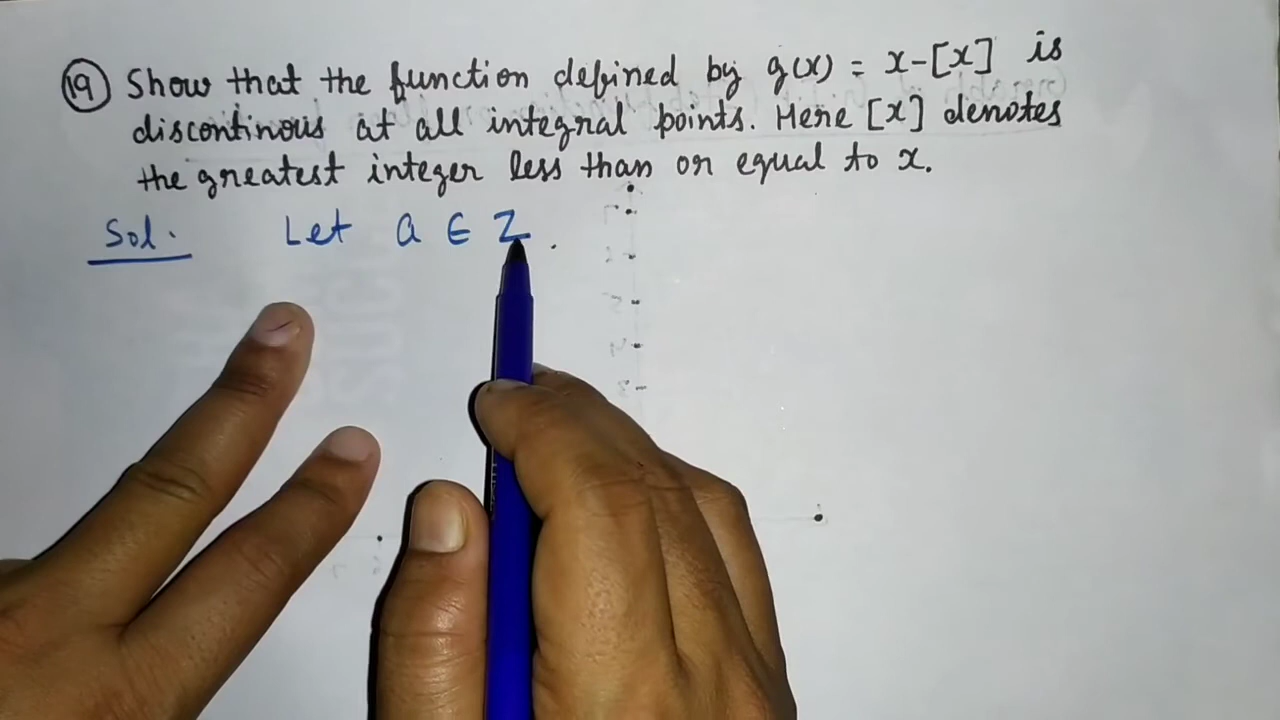 19 Show that the function defined by g(x) = x-[x] is
discontinous at all integral points. Here [x] denotes
the greatest integer less than or equal to x.
Sol. Let a ∈ Z .